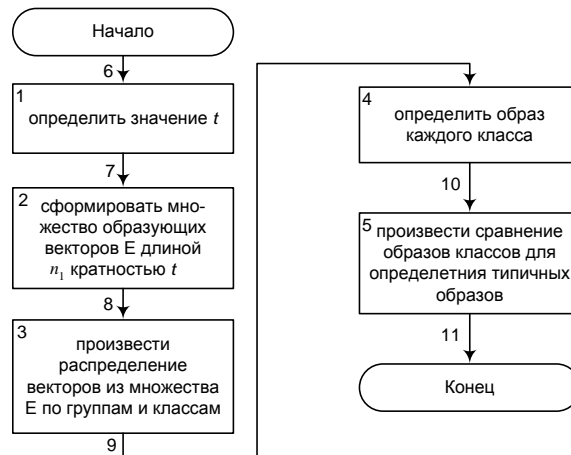 Начало
6
1
определить значение t
7
2
сформировать мно-
жество образующих
векторов Е длиной
n₁ кратностью t
8
3
произвести
распределение
векторов из множества
Е по группам и классам
9
4
определить образ
каждого класса
10
5
произвести сравнение
образов классов для
определетния типичных
образов
11
Конец